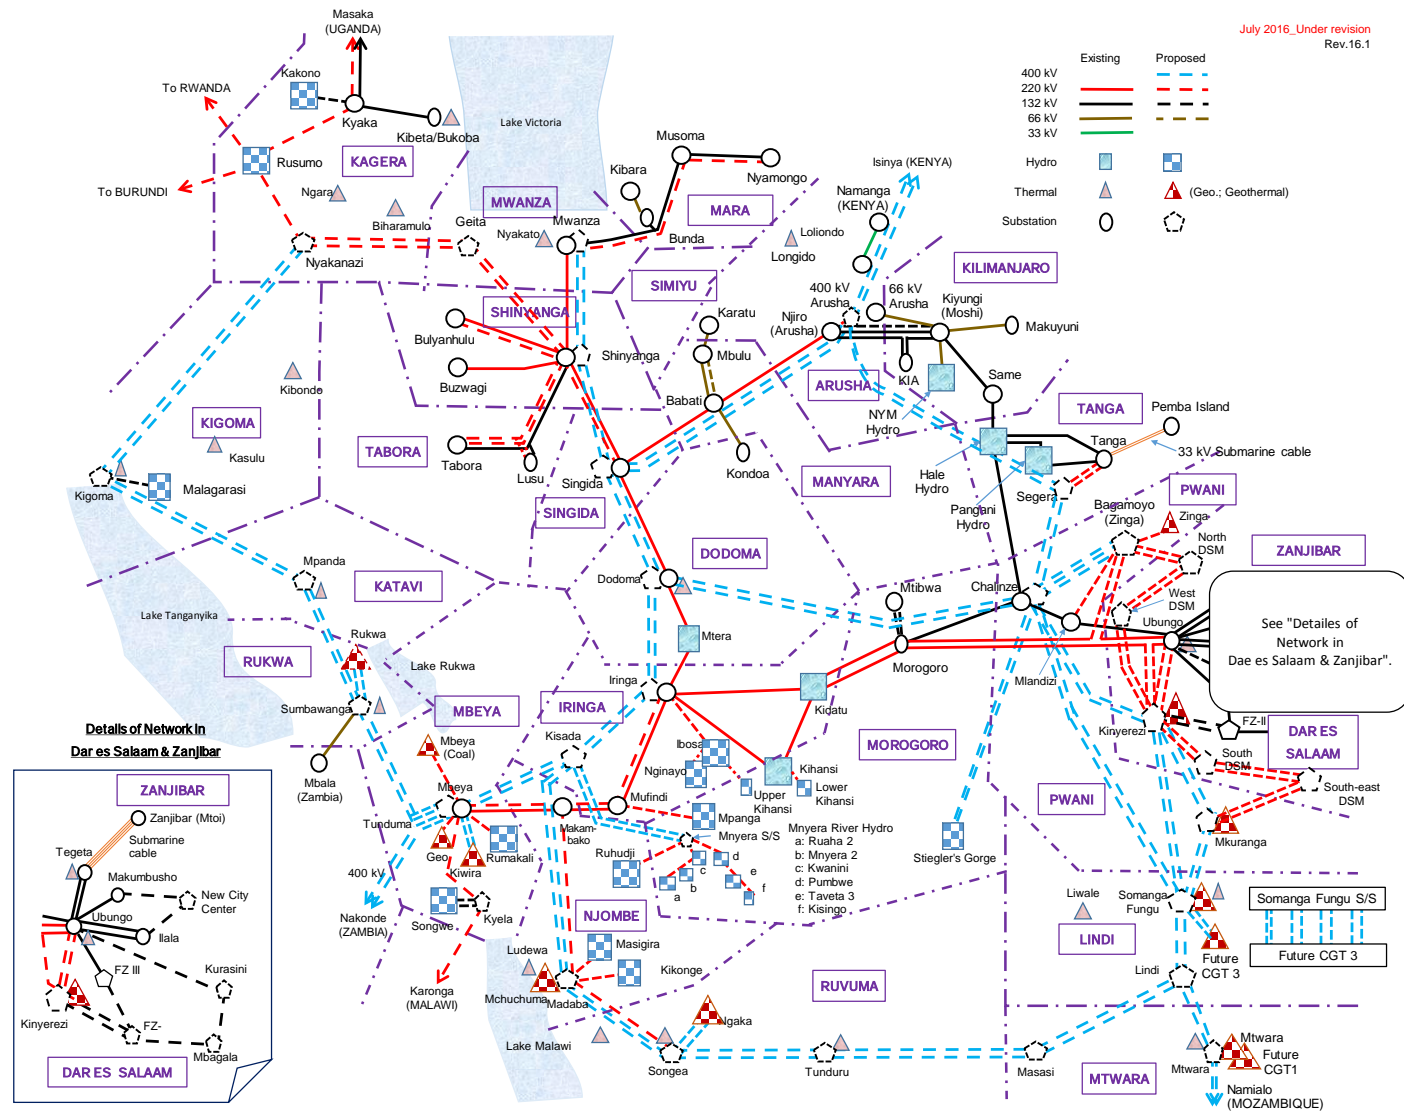 Masaka
(UGANDA)
July 2016_Under revision
Rev.16.1
Existing
Proposed
400 kV
220 kV
132 kV
66 kV
33 kV
Hydro
Thermal
(Geo.; Geothermal)
Substation
To RWANDA
Kakono
Kyaka
Kibeta/Bukoba
Lake Victoria
Rusumo
KAGERA
To BURUNDI
Ngara
Biharamulo
Geita
Nyakanazi
MWANZA
Mwanza
Nyakato
Musoma
Kibara
Nyamongo
MARA
Bunda
SIMIYU
Loliondo
Longido
Isinya (KENYA)
Namanga
(KENYA)
KILIMANJARO
400 kV
Arusha
66 kV
Arusha
Kiyungi
(Moshi)
Makuyuni
Njiro
(Arusha)
KIA
ARUSHA
NYM
Hydro
Same
SHINYANGA
Shinyanga
Bulyanhulu
Buzwagi
Karatu
Mbulu
Babati
Kondoa
Kibondo
KIGOMA
Kasulu
Kigoma
Malagarasi
TABORA
Tabora
Lusu
Singida
SINGIDA
MANYARA
TANGA
Pemba Island
Tanga
33 kV Submarine cable
Hale
Hydro
Pangani
Hydro
Segera
PWANI
Bagamoyo
(Zinga)
Zinga
North
DSM
ZANJIBAR
West
DSM
Ubungo
See "Detailes of
Network in
Dae es Salaam & Zanjibar".
DODOMA
Dodoma
Mtibwa
Chalinze
Mpanda
KATAVI
Lake Tanganyika
Mtera
Morogoro
Mlandizi
RUKWA
Rukwa
Lake Rukwa
Iringa
IRINGA
Kidatu
Sumbawanga
MBEYA
Mbala
(Zambia)
Kisada
Mbeya
(Coal)
Mbeya
Ibosa
Nginayo
Upper
Kihansi
Kihansi
Lower
Kihansi
MOROGORO
Kinyerezi
FZ-II
DAR ES
SALAAM
South
DSM
South-east
DSM
PWANI
Mkuranga
Details of Network in
Dar es Salaam & Zanjibar
ZANJIBAR
Zanjibar (Mtoi)
Submarine
cable
Tegeta
Makumbusho
New City
Center
Ubungo
Ilala
FZ III
Kurasini
Kinyerezi
FZ-
Mbagala
DAR ES SALAAM
Tunduma
400 kV
Nakonde
(ZAMBIA)
Geo
Kiwira
Rumakali
Makam-
bako
Mufindi
Mpanga
Mnyera S/S
Ruhudji
a
b
c
d
e
f
Mnyera River Hydro
a: Ruaha 2
b: Mnyera 2
c: Kwanini
d: Pumbwe
e: Taveta 3
f: Kisingo
Stiegler's Gorge
Songwe
Kyela
Karonga
(MALAWI)
NJOMBE
Ludewa
Masigira
Kikonge
Mchuchuma
Madaba
Lake Malawi
Ngaka
Songea
RUVUMA
Tunduru
Masasi
Liwale
LINDI
Somanga
Fungu
Future
CGT 3
Somanga Fungu S/S
Future CGT 3
Lindi
MTWARA
Mtwara
Mtwara
Future
CGT1
Namialo
(MOZAMBIQUE)